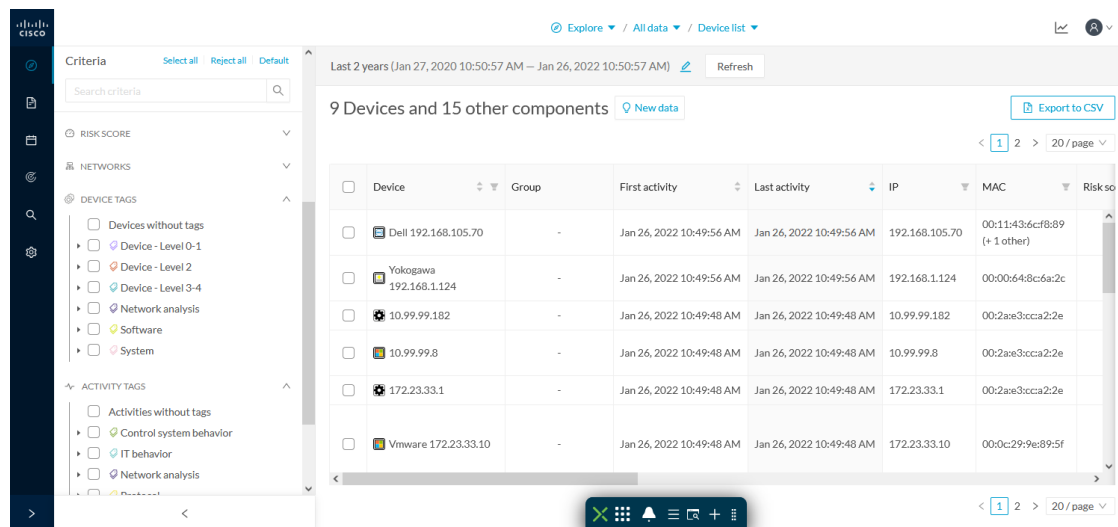 CISCO
Explore / All data / Device list
Criteria
Select all
Reject all
Default
Search criteria
RISK SCORE
NETWORKS
DEVICE TAGS
Devices without tags
Device - Level 0-1
Device - Level 2
Device - Level 3-4
Network analysis
Software
System
ACTIVITY TAGS
Activities without tags
Control system behavior
IT behavior
Network analysis
Protocol
Last 2 years (Jan 27, 2020 10:50:57 AM — Jan 26, 2022 10:50:57 AM)
Refresh
9 Devices and 15 other components
New data
Export to CSV
< 1 2 > 20 / page
Device Group First activity Last activity IP MAC Risk sc
Dell 192.168.105.70 - Jan 26, 2022 10:49:56 AM Jan 26, 2022 10:49:56 AM 192.168.105.70 00:11:43:6c:f8:89
(+ 1 other)
Yokogawa
192.168.1.124 - Jan 26, 2022 10:49:56 AM Jan 26, 2022 10:49:56 AM 192.168.1.124 00:00:64:8c:6a:2c
10.99.99.182 - Jan 26, 2022 10:49:48 AM Jan 26, 2022 10:49:48 AM 10.99.99.182 00:2a:e3:cc:a2:2e
10.99.99.8 - Jan 26, 2022 10:49:48 AM Jan 26, 2022 10:49:48 AM 10.99.99.8 00:2a:e3:cc:a2:2e
172.23.33.1 - Jan 26, 2022 10:49:48 AM Jan 26, 2022 10:49:48 AM 172.23.33.1 00:2a:e3:cc:a2:2e
Vmware 172.23.33.10 - Jan 26, 2022 10:49:48 AM Jan 26, 2022 10:49:48 AM 172.23.33.10 00:0c:29:9e:89:5f
< 1 2 > 20 / page